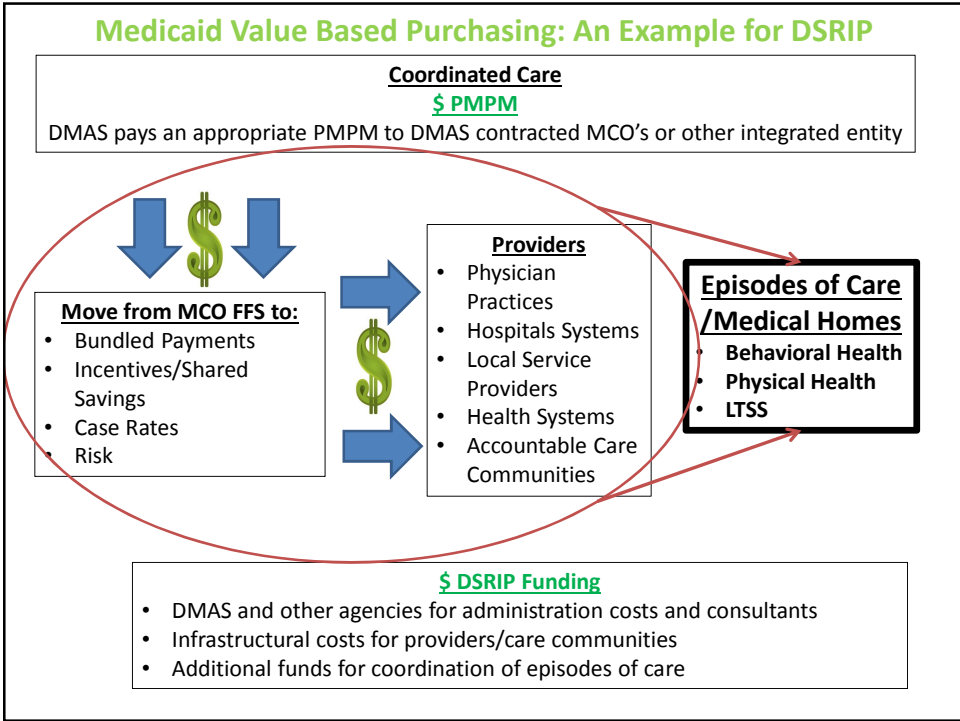 Medicaid Value Based Purchasing: An Example for DSRIP
Coordinated Care
$ PMPM
DMAS pays an appropriate PMPM to DMAS contracted MCO's or other integrated entity
$
Move from MCO FFS to:
• Bundled Payments
• Incentives/Shared
Savings
• Case Rates
• Risk
$
Providers
• Physician
Practices
• Hospitals Systems
• Local Service
Providers
• Health Systems
• Accountable Care
Communities
Episodes of Care
/Medical Homes
• Behavioral Health
• Physical Health
• LTSS
$ DSRIP Funding
• DMAS and other agencies for administration costs and consultants
• Infrastructural costs for providers/care communities
• Additional funds for coordination of episodes of care